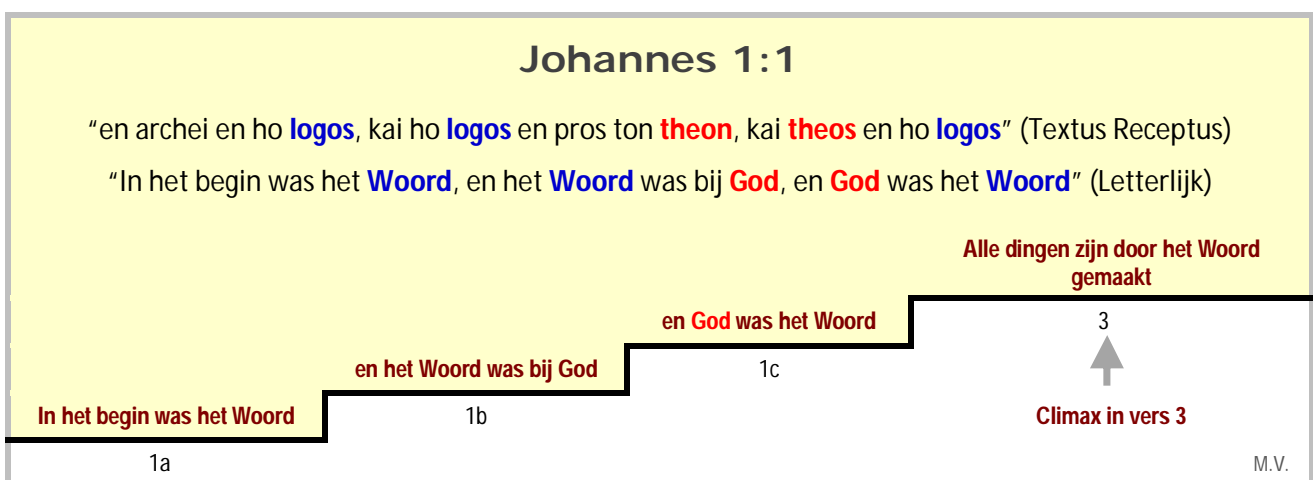 Johannes 1:1
“en archei en ho logos, kai ho logos en pros ton theon, kai theos en ho logos” (Textus Receptus)
“In het begin was het Woord, en het Woord was bij God, en God was het Woord” (Letterlijk)
Alle dingen zijn door het Woord
gemaakt
en God was het Woord
3
en het Woord was bij God
1c
In het begin was het Woord
1b
Climax in vers 3
1a
M.V.